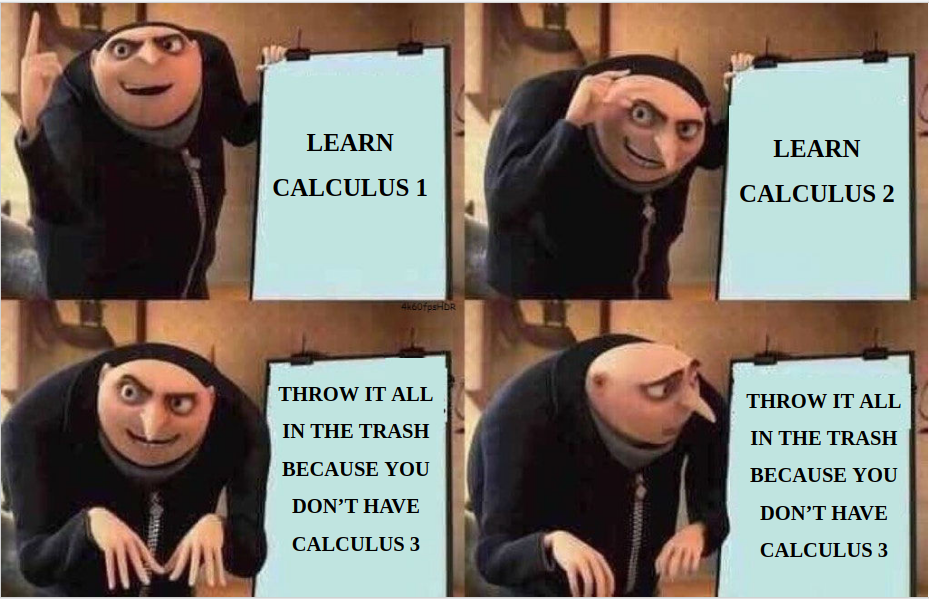 LEARN
CALCULUS 1
LEARN
CALCULUS 2
4k60fpsHDR
THROW IT ALL
IN THE TRASH
BECAUSE YOU
DON’T HAVE
CALCULUS 3
THROW IT ALL
IN THE TRASH
BECAUSE YOU
DON’T HAVE
CALCULUS 3